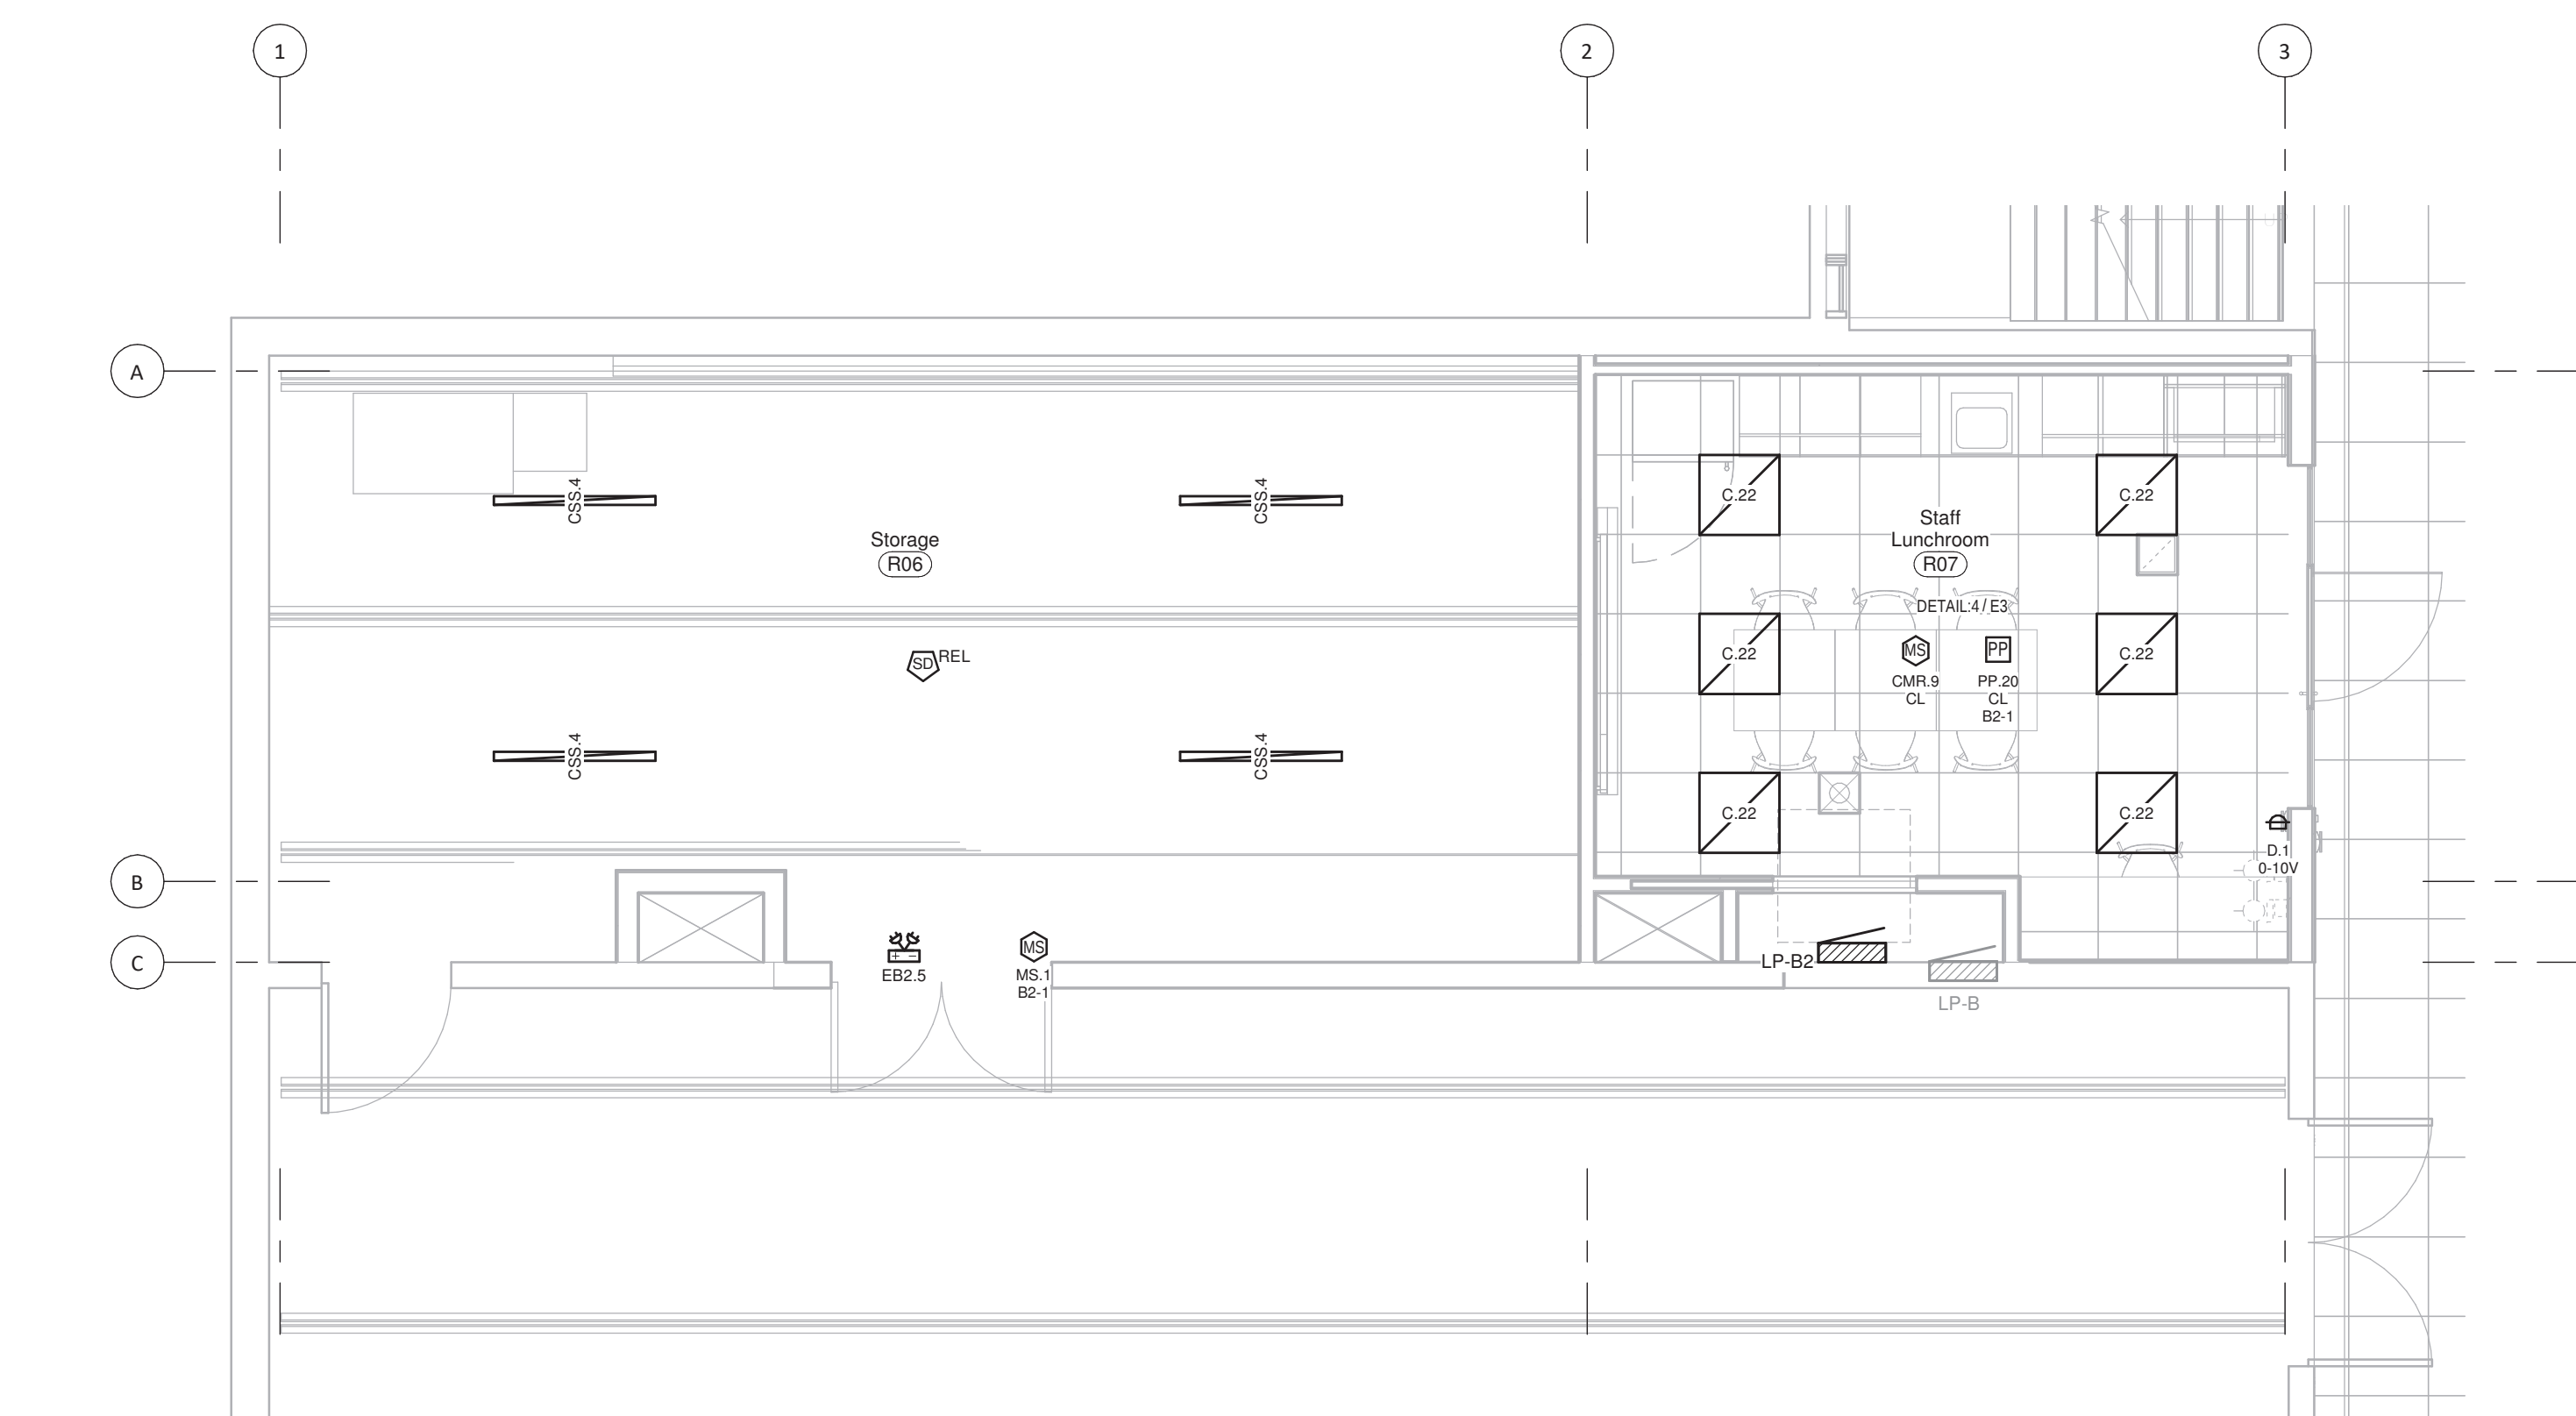 1
2
3
A
CSS.4
CSS.4
C.22
C.22
Storage
R06
Staff
Lunchroom
R07
DETAIL:4 / E3
SD REL
C.22
MS
PP
C.22
CMR.9
CL
PP.20
CL
B2-1
CSS.4
CSS.4
C.22
C.22
D.1
0-10V
B
C
+ −
EB2.5
MS
MS.1
B2-1
LP-B2
LP-B